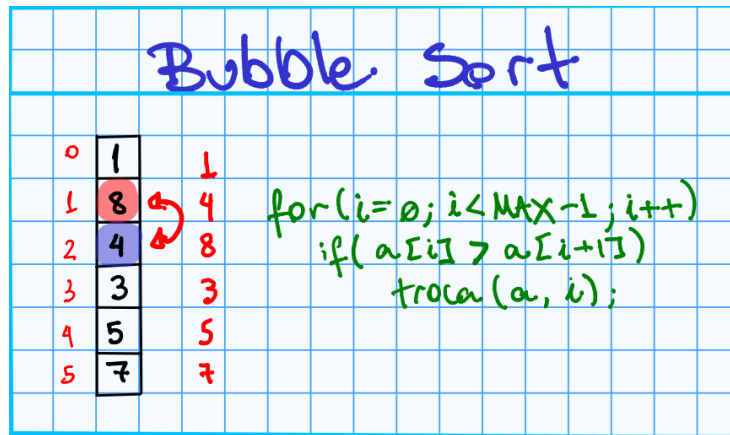 Bubble Sort
0 1 1
1 8 4 for(i=0; i<MAX-1; i++)
2 4 8 if(a[i] > a[i+1])
3 3 3 troca(a, i);
4 5 5
5 7 7